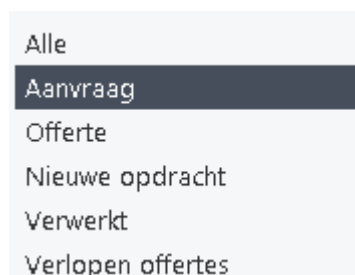 Alle
Aanvraag
Offerte
Nieuwe opdracht
Verwerkt
Verlopen offertes